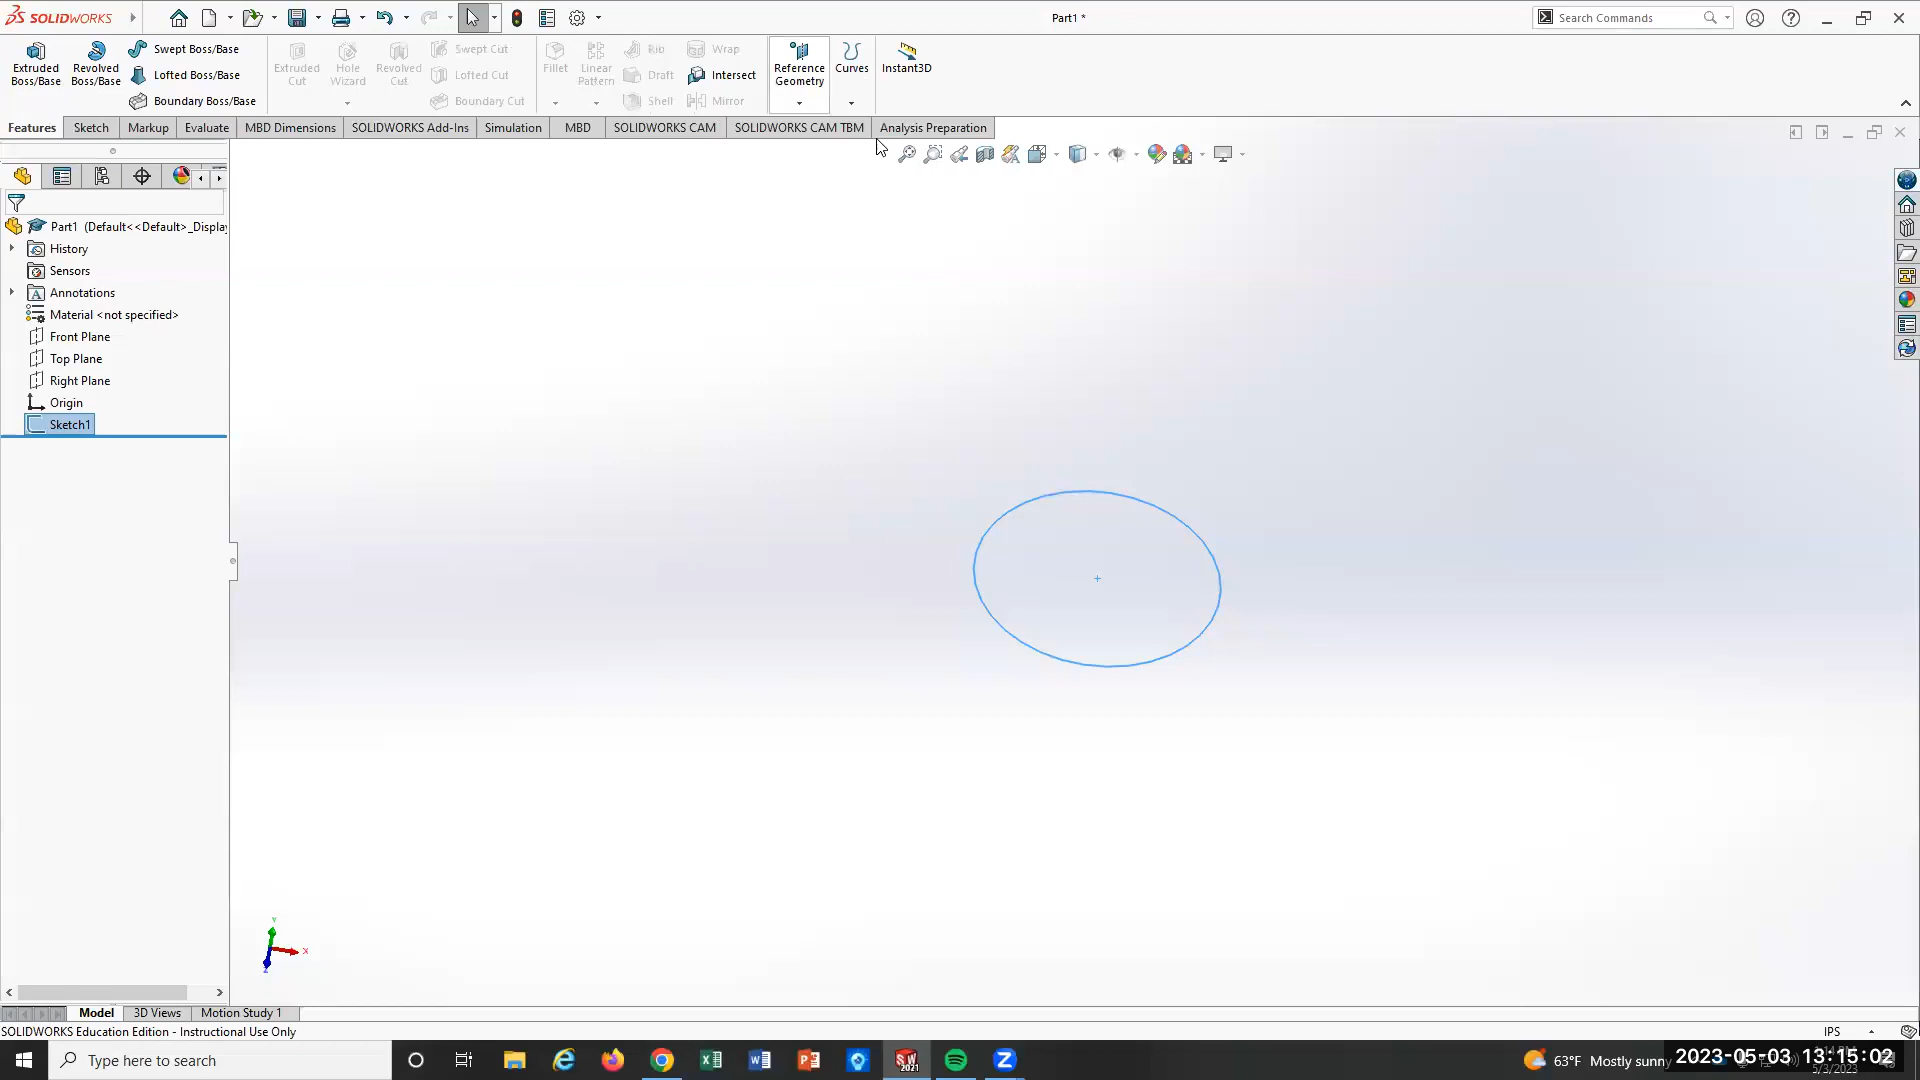 SOLIDWORKS
Part1 *
Search Commands
Extruded Boss/Base
Revolved Boss/Base
Swept Boss/Base
Lofted Boss/Base
Boundary Boss/Base
Extruded Cut
Hole Wizard
Revolved Cut
Swept Cut
Lofted Cut
Boundary Cut
Fillet
Linear Pattern
Rib
Draft
Shell
Wrap
Intersect
Mirror
Reference Geometry
Curves
Instant3D
Features
Sketch
Markup
Evaluate
MBD Dimensions
SOLIDWORKS Add-Ins
Simulation
MBD
SOLIDWORKS CAM
SOLIDWORKS CAM TBM
Analysis Preparation
Part1 (Default<<Default>_Display
History
Sensors
Annotations
Material <not specified>
Front Plane
Top Plane
Right Plane
Origin
Sketch1
Y
X
Z
Model
3D Views
Motion Study 1
SOLIDWORKS Education Edition - Instructional Use Only
IPS
Type here to search
63°F Mostly sunny
2023-05-03 13:15:02
5/3/2023